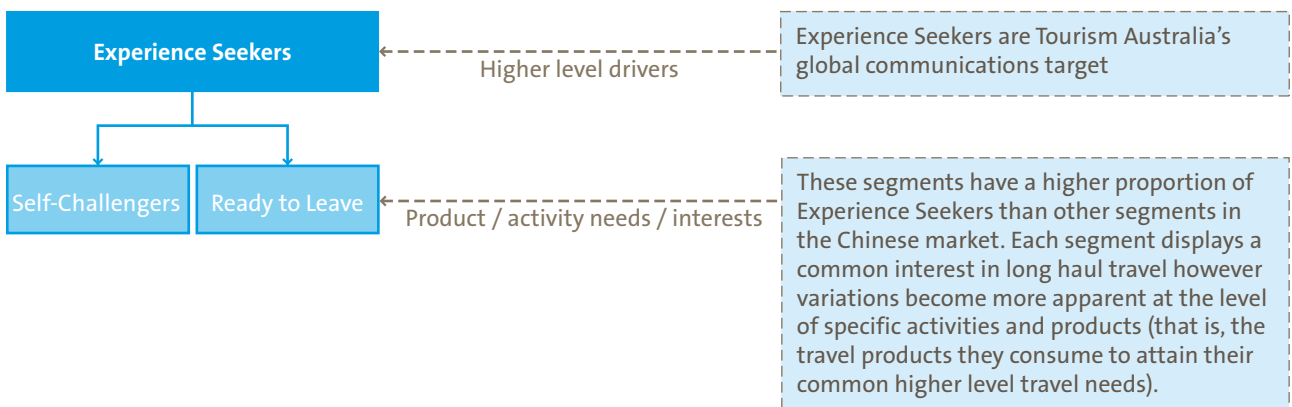 Experience Seekers
Higher level drivers
Experience Seekers are Tourism Australia’s
global communications target
Self-Challengers
Ready to Leave
Product / activity needs / interests
These segments have a higher proportion of
Experience Seekers than other segments in
the Chinese market. Each segment displays a
common interest in long haul travel however
variations become more apparent at the level
of specific activities and products (that is, the
travel products they consume to attain their
common higher level travel needs).